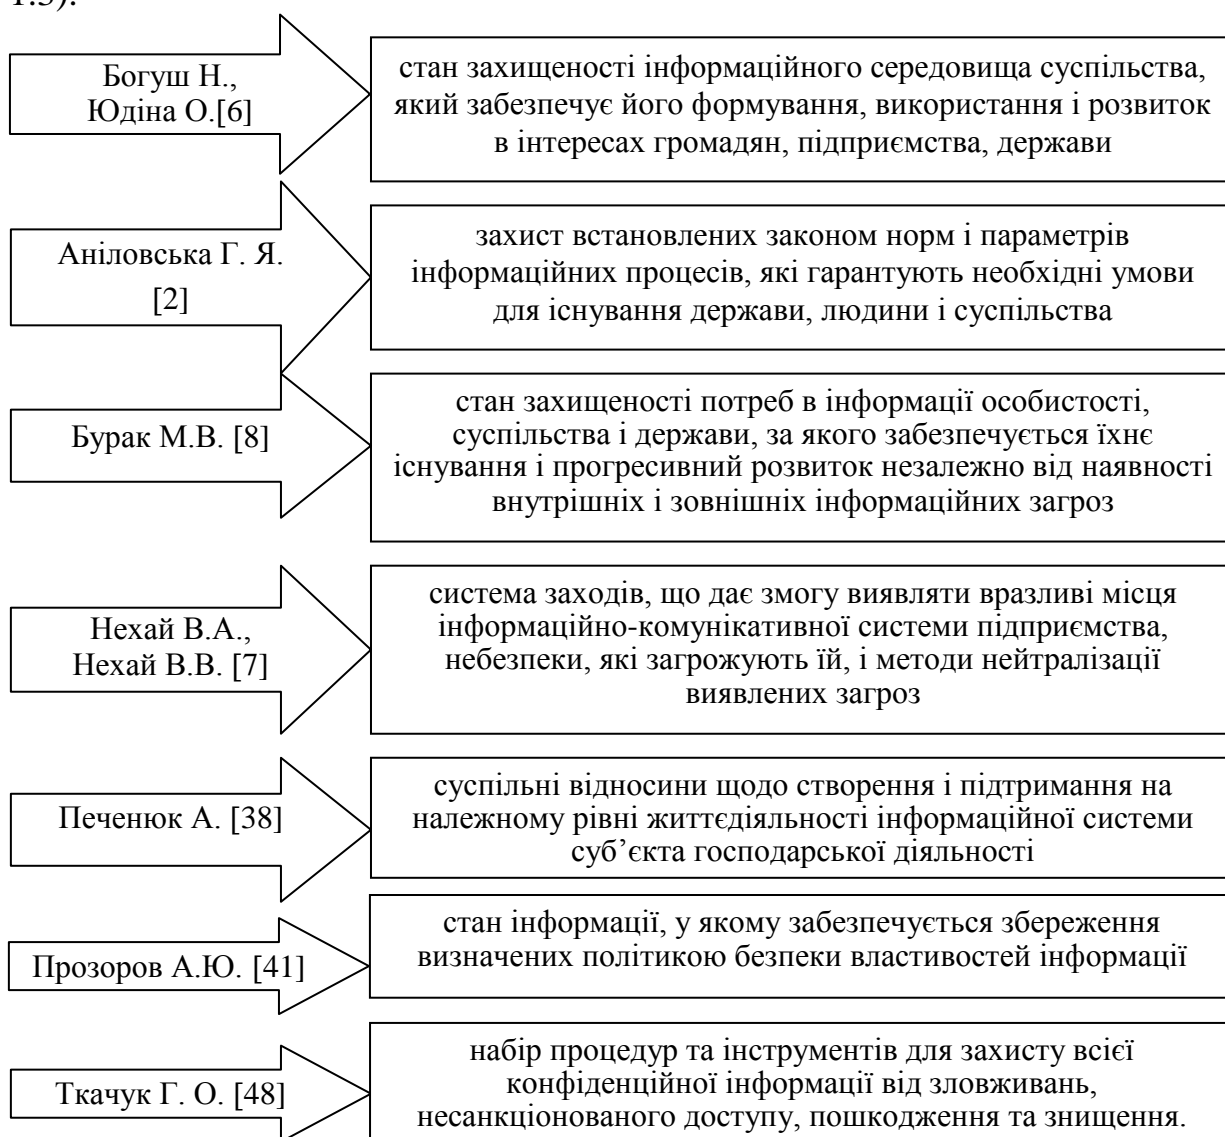 1.3).
Богуш Н.,
Юдіна О.[6]
стан захищеності інформаційного середовища суспільства,
який забезпечує його формування, використання і розвиток
в інтересах громадян, підприємства, держави
Аніловська Г. Я.
[2]
захист встановлених законом норм і параметрів
інформаційних процесів, які гарантують необхідні умови
для існування держави, людини і суспільства
Бурак М.В. [8]
стан захищеності потреб в інформації особистості,
суспільства і держави, за якого забезпечується їхнє
існування і прогресивний розвиток незалежно від наявності
внутрішніх і зовнішніх інформаційних загроз
Нехай В.А.,
Нехай В.В. [7]
система заходів, що дає змогу виявляти вразливі місця
інформаційно-комунікативної системи підприємства,
небезпеки, які загрожують їй, і методи нейтралізації
виявлених загроз
Печенюк А. [38]
суспільні відносини щодо створення і підтримання на
належному рівні життєдіяльності інформаційної системи
суб’єкта господарської діяльності
Прозоров А.Ю. [41]
стан інформації, у якому забезпечується збереження
визначених політикою безпеки властивостей інформації
Ткачук Г. О. [48]
набір процедур та інструментів для захисту всієї
конфіденційної інформації від зловживань,
несанкціонованого доступу, пошкодження та знищення.